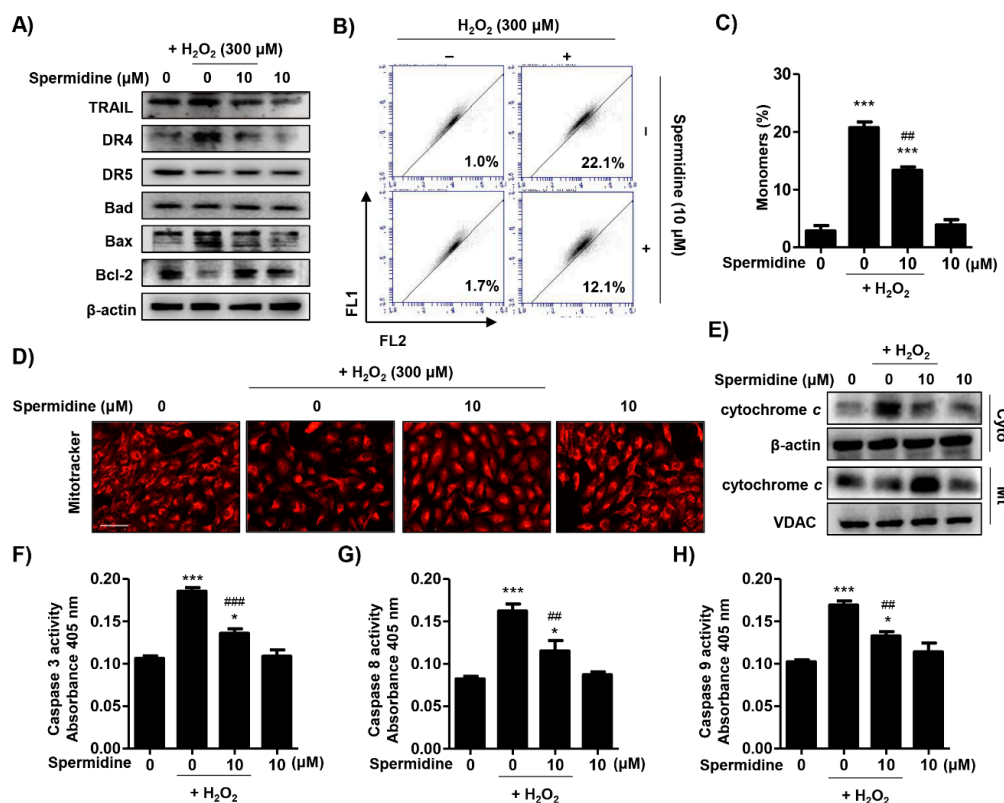 A)
+ H₂O₂ (300 μM)
Spermidine (μM) 0 0 10 10
TRAIL
DR4
DR5
Bad
Bax
Bcl-2
β-actin
B)
H₂O₂ (300 μM)
– +
1.0% 22.1%
1.7% 12.1%
–
+
Spermidine (10 μM)
FL1
FL2
C)
Monomers (%)
30
20
10
0
***
##
***
Spermidine 0 0 10 10 (μM)
+ H₂O₂
D)
+ H₂O₂ (300 μM)
Spermidine (μM) 0 0 10 10
Mitotracker
E)
+ H₂O₂
Spermidine (μM) 0 0 10 10
cytochrome c
β-actin
Cyto
cytochrome c
VDAC
Mt
F)
Caspase 3 activity
Absorbance 405 nm
0.20
0.15
0.10
0.05
0.00
***
###
*
Spermidine 0 0 10 10 (μM)
+ H₂O₂
G)
Caspase 8 activity
Absorbance 405 nm
0.20
0.15
0.10
0.05
0.00
***
##
*
Spermidine 0 0 10 10 (μM)
+ H₂O₂
H)
Caspase 9 activity
Absorbance 405 nm
0.20
0.15
0.10
0.05
0.00
***
##
*
Spermidine 0 0 10 10 (μM)
+ H₂O₂